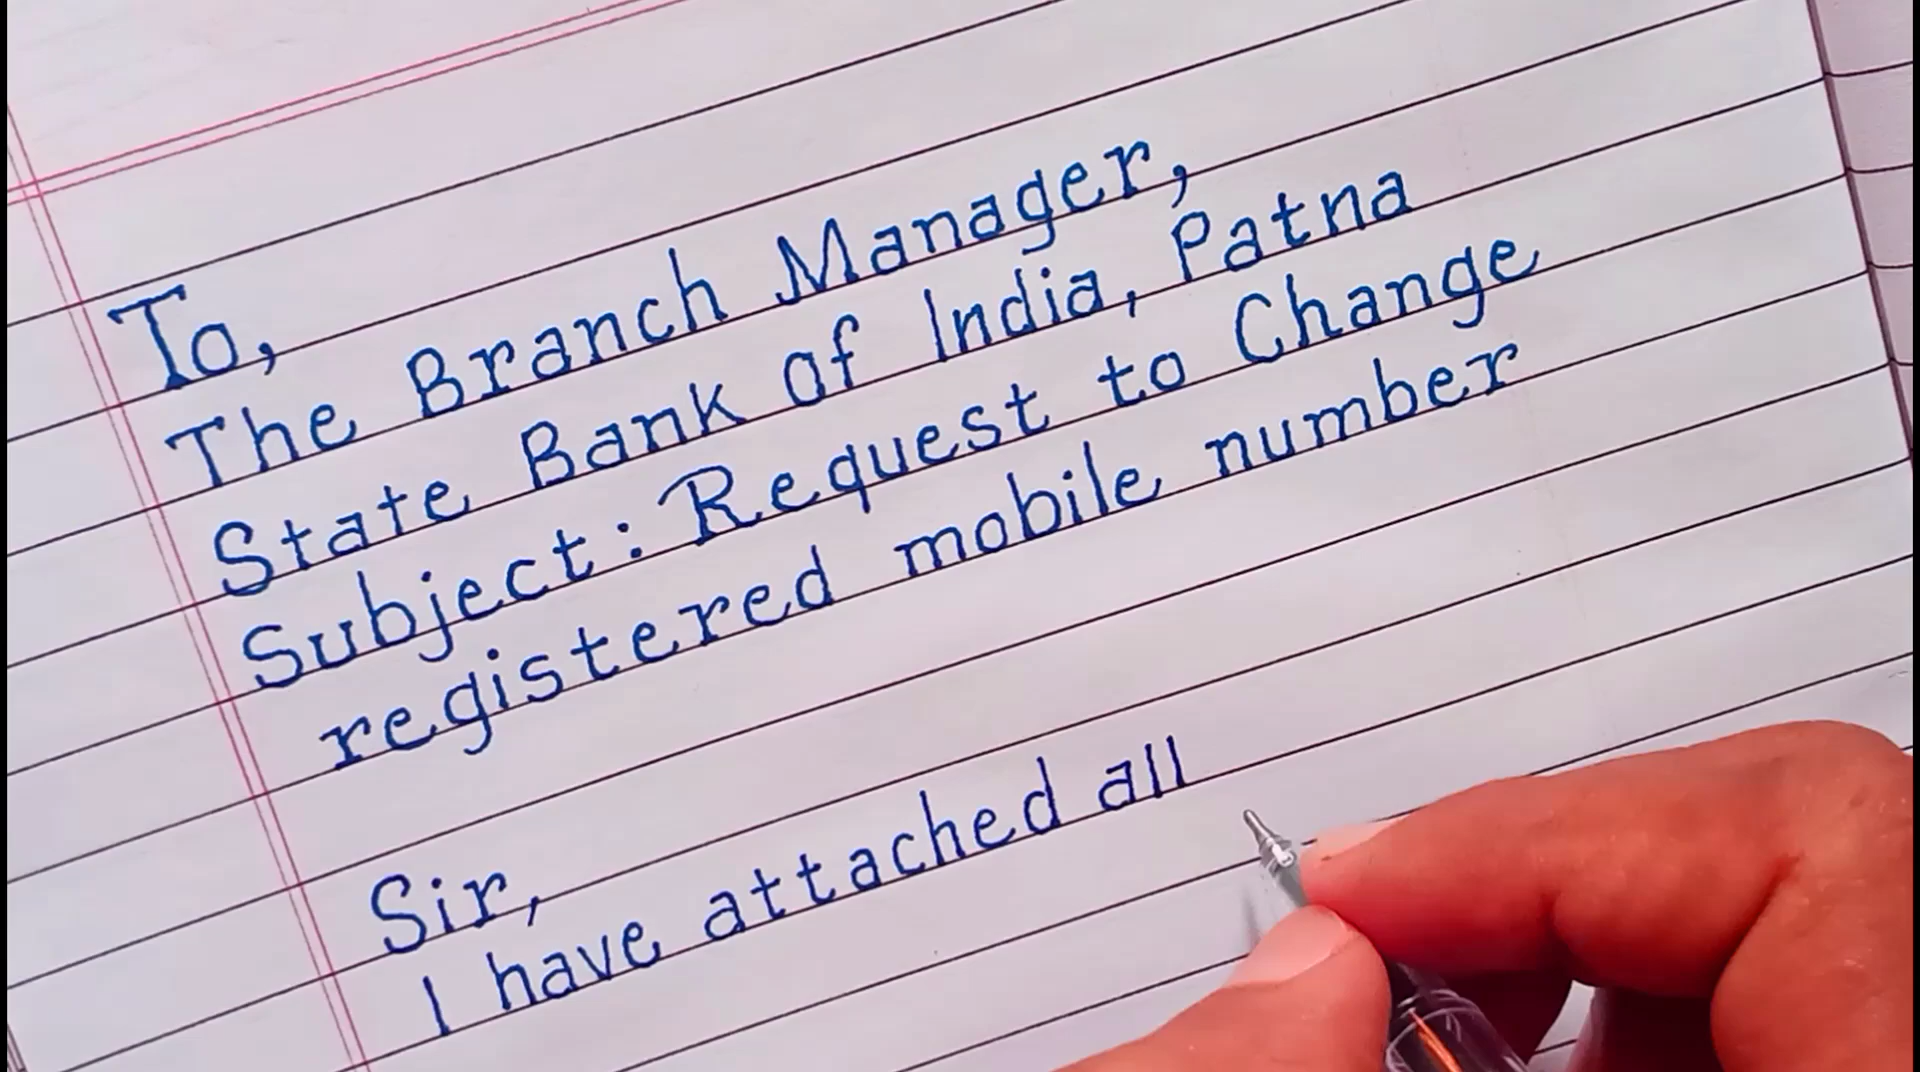 To,
The Branch Manager,
State Bank of India, Patna
Subject: Request to Change
registered mobile number
Sir,
I have attached all